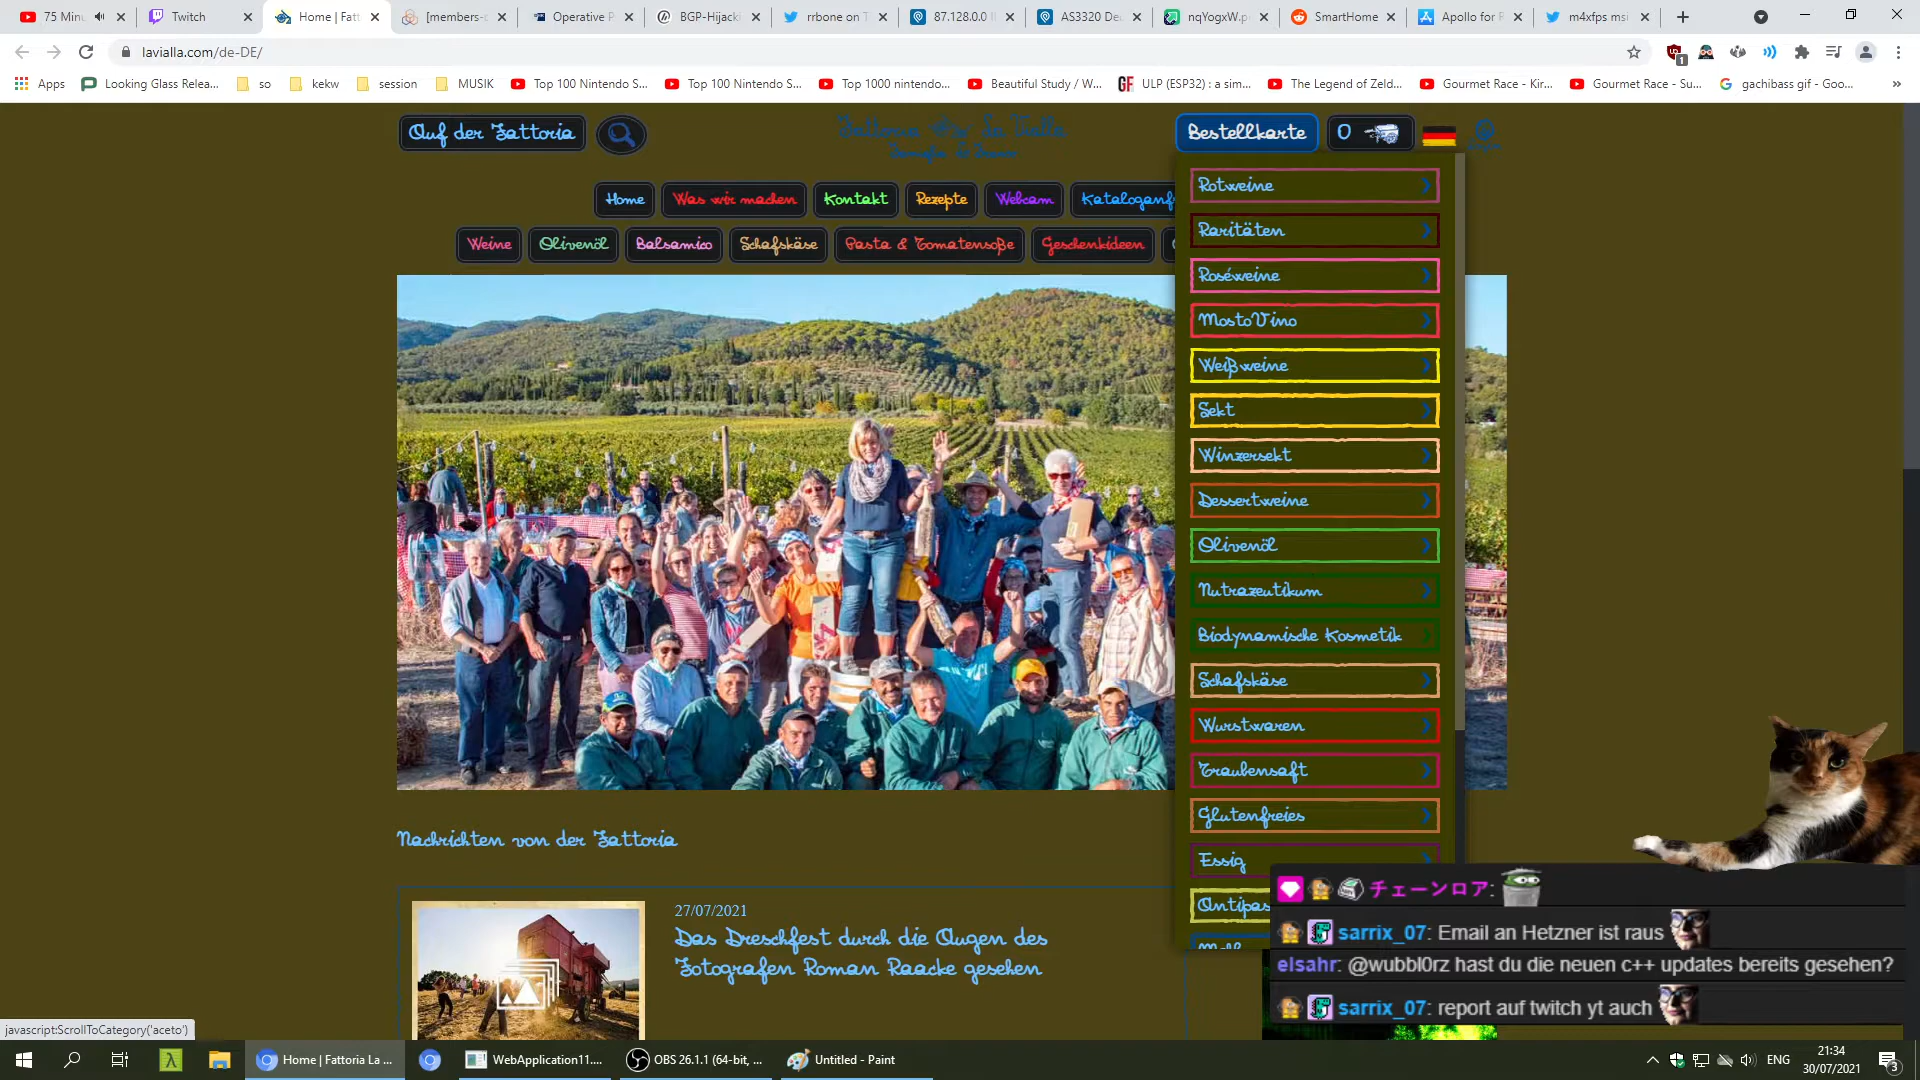 75 Minu
Twitch
Home | Fatt
[members-
Operative P
BGP-Hijack
rrbone on T
87.128.0.0
AS3320 De
nqYogxW.p
SmartHome
Apollo for
m4xfps msi
lavialla.com/de-DE/
Apps
Looking Glass Relea...
so
kekw
session
MUSIK
Top 100 Nintendo S...
Top 100 Nintendo S...
Top 1000 nintendo...
Beautiful Study / W...
ULP (ESP32) : a sim...
The Legend of Zeld...
Gourmet Race - Kir...
Gourmet Race - Su...
gachibass gif - Goo...
Auf der Fattoria
Fattoria La Vialla
Bestellkarte
0
Home
Was wir machen
Kontakt
Rezepte
Webcam
Kataloganf
Weine
Olivenöl
Balsamico
Schafskäse
Pasta & Tomatensoße
Geschenkideen
Rotweine
Raritäten
Roséweine
MostoVino
Weißweine
Sekt
Winzersekt
Dessertweine
Olivenöl
Nutrazeutikum
Biodynamische Kosmetik
Schafskäse
Wurstwaren
Traubensaft
Glutenfreies
Essig
Antipas
Nachrichten von der Fattoria
27/07/2021
Das Dreschfest durch die Augen des
Fotografen Roman Raacke gesehen
チェーンロア:
sarrix_07: Email an Hetzner ist raus
elsahr: @wubbl0rz hast du die neuen c++ updates bereits gesehen?
sarrix_07: report auf twitch yt auch
javascript:ScrollToCategory('aceto')
Home | Fattoria La ...
WebApplication11....
OBS 26.1.1 (64-bit, ...
Untitled - Paint
ENG
21:34
30/07/2021
3